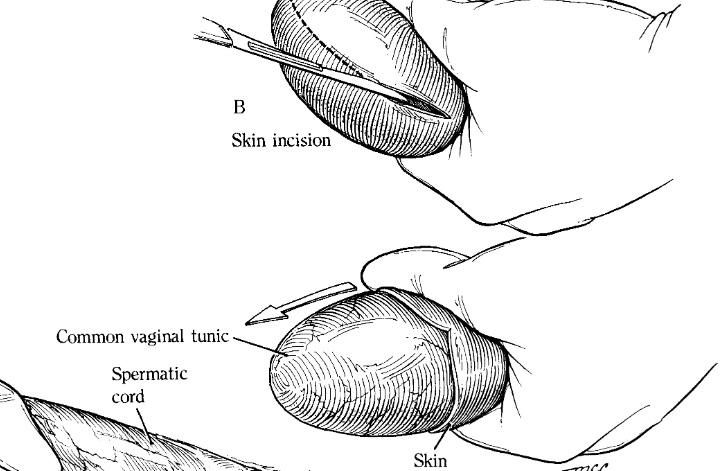 B
Skin incision
Common vaginal tunic
Spermatic
cord
Skin